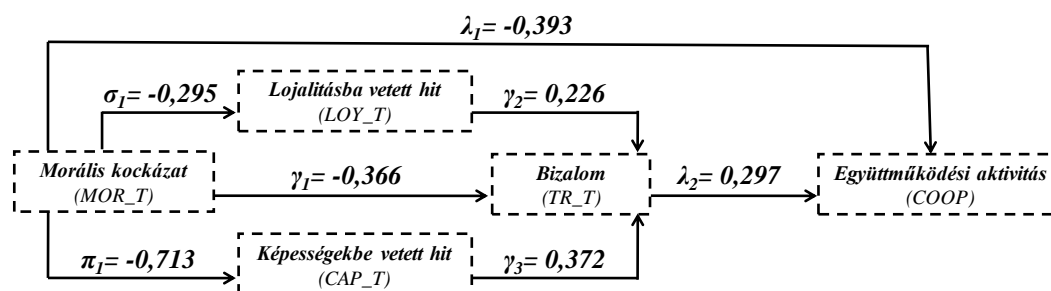 λ1= -0,393
σ1= -0,295
Lojalitásba vetett hit
(LOY_T)
γ2= 0,226
Morális kockázat
(MOR_T)
γ1= -0,366
Bizalom
(TR_T)
λ2= 0,297
Együttműködési aktivitás
(COOP)
π1= -0,713
Képességekbe vetett hit
(CAP_T)
γ3= 0,372